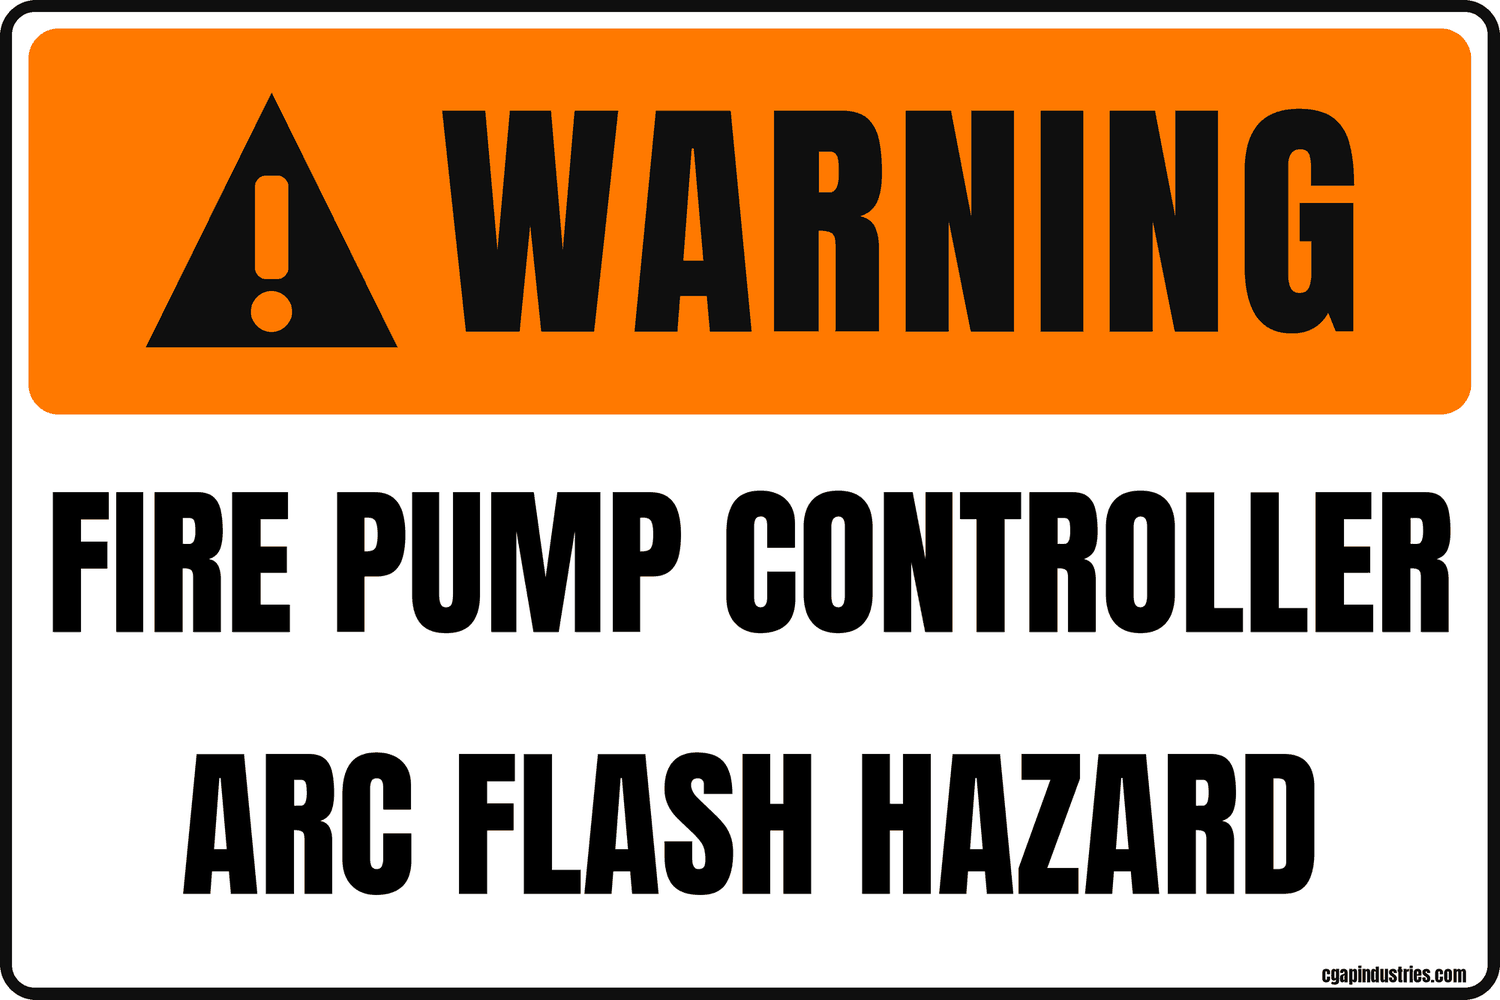 WARNING
FIRE PUMP CONTROLLER
ARC FLASH HAZARD
cgapindustries.com